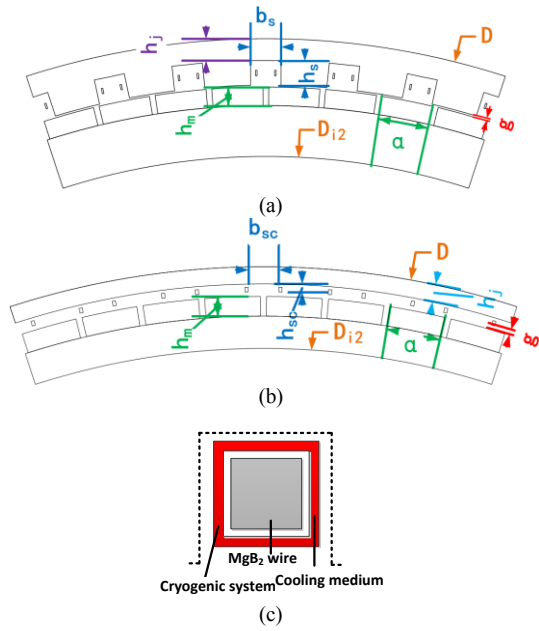 b_s
D
h_j
h_s
h_m
D_i2
α
g
(a)
b_sc
D
h_j
h_m
h_sc
D_i2
α
g
(b)
MgB₂ wire
Cryogenic system
Cooling medium
(c)